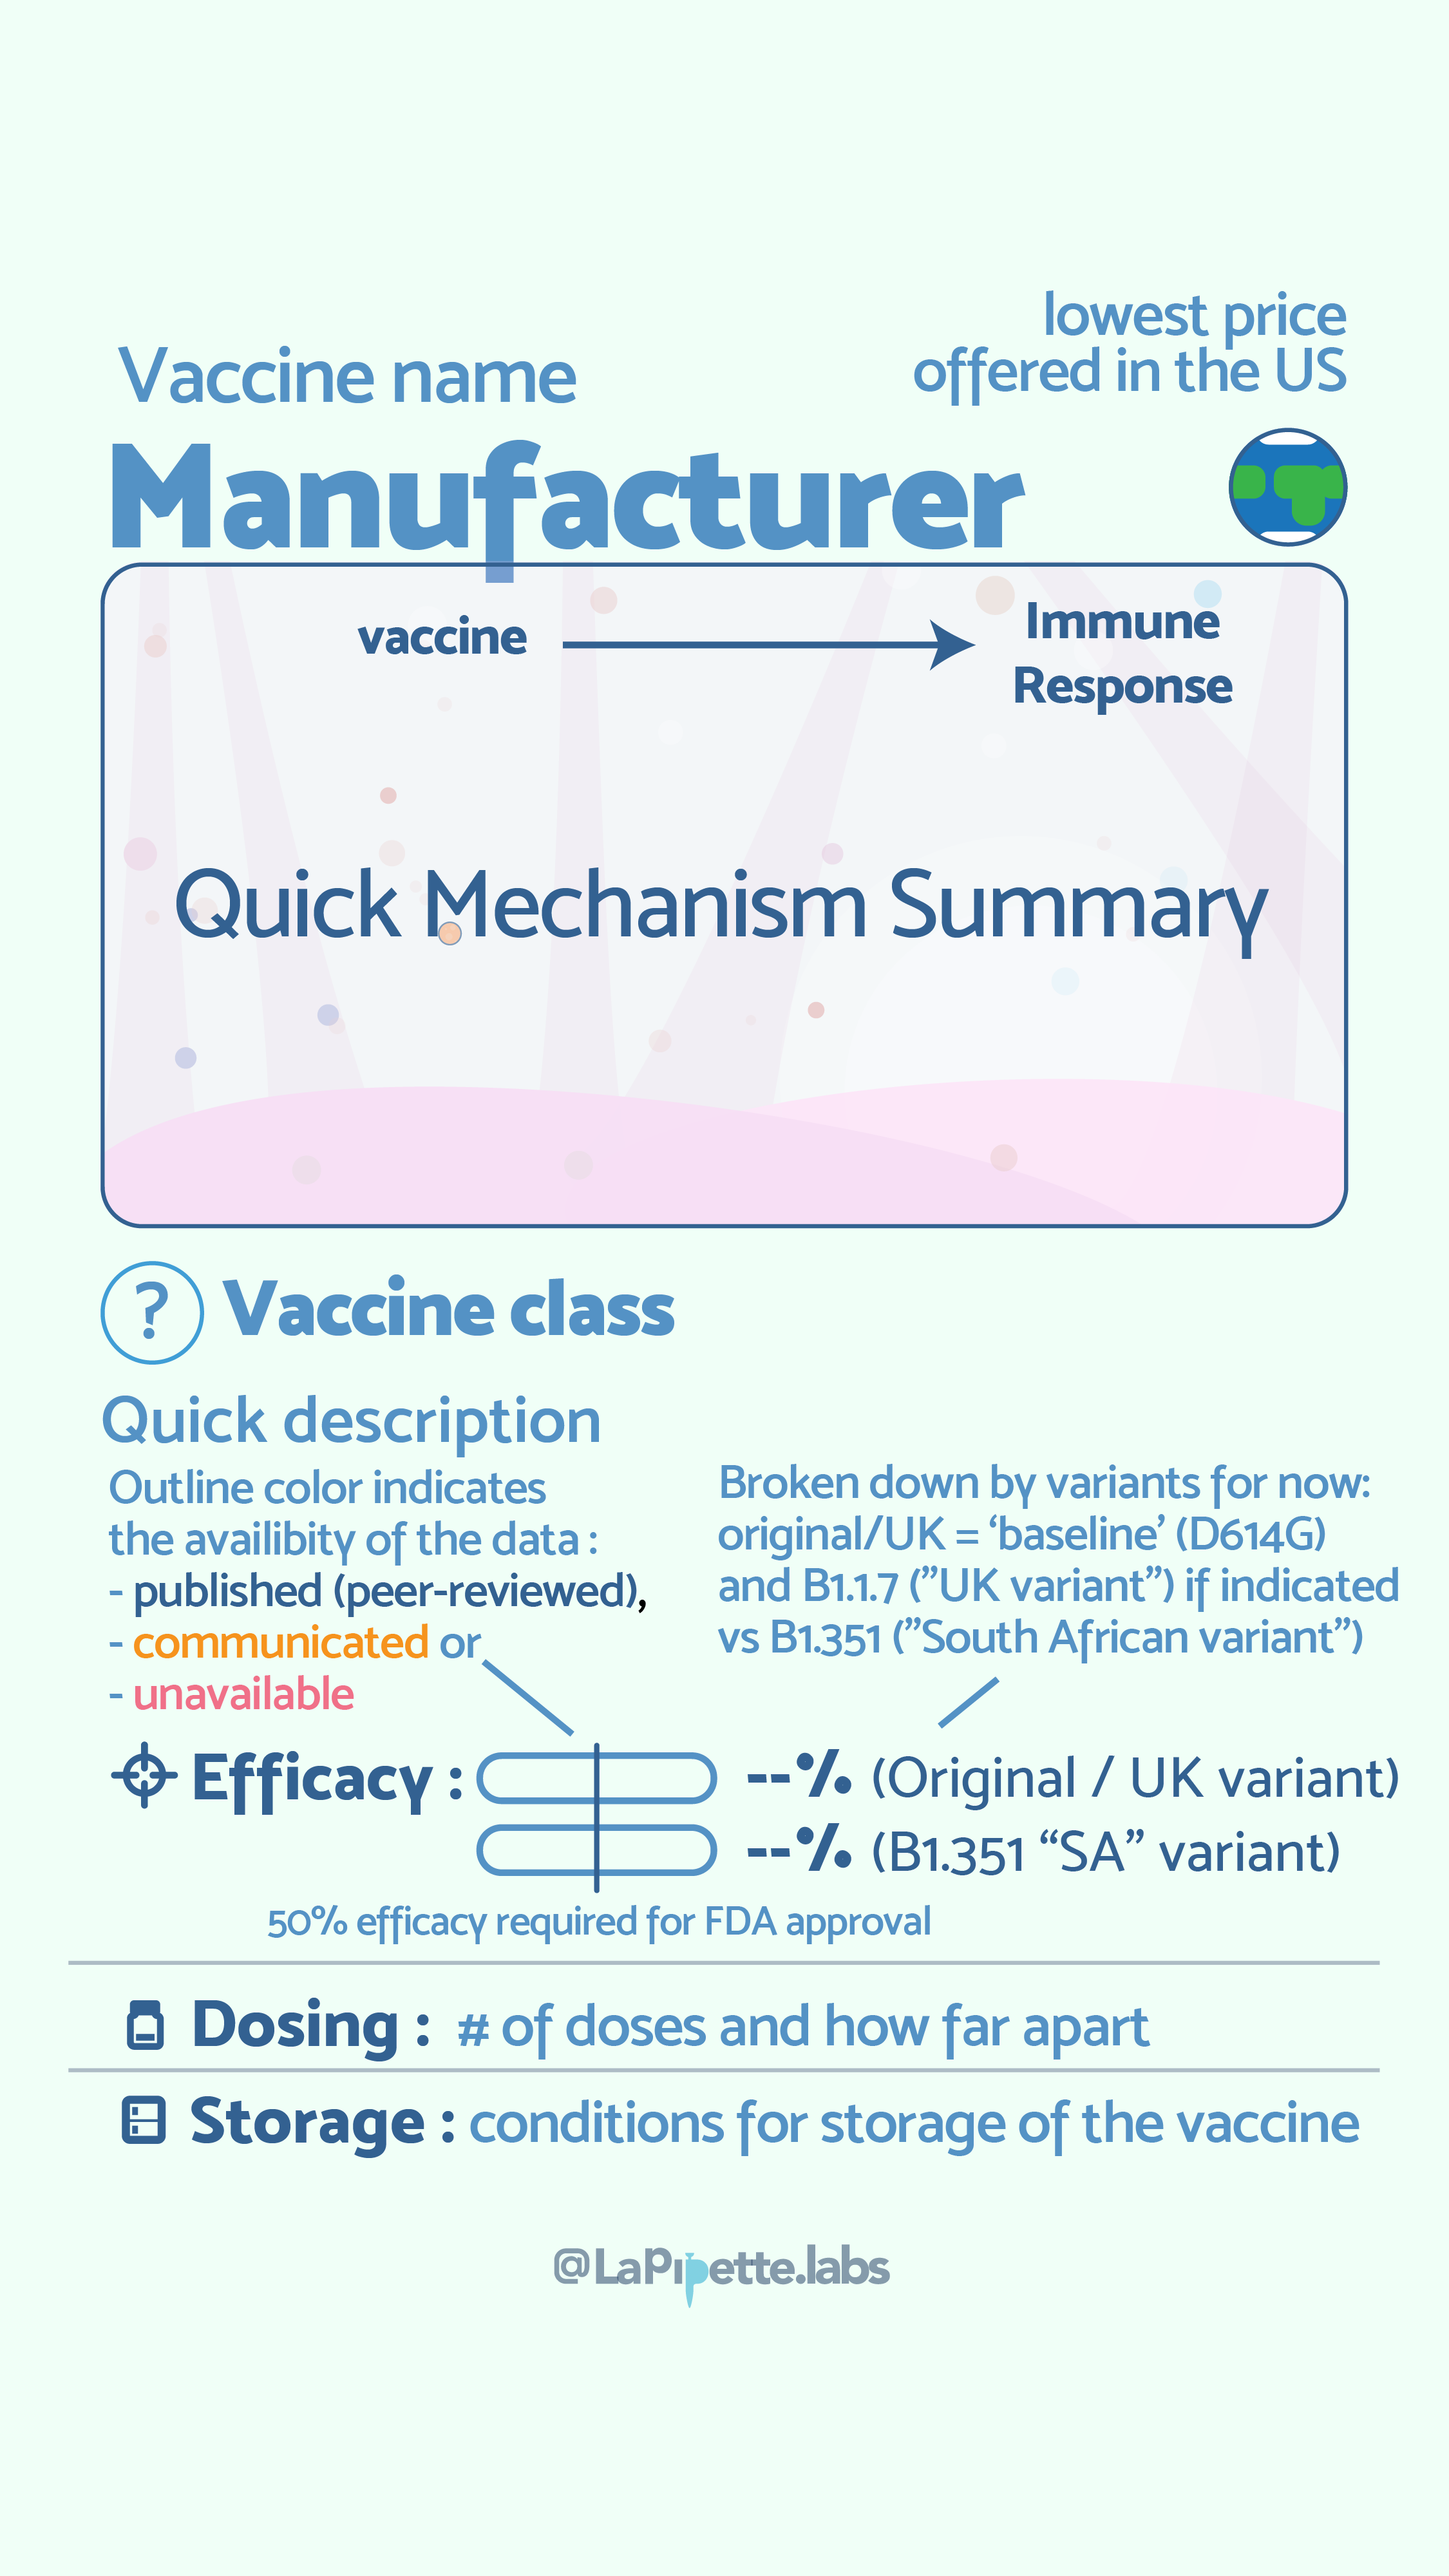 lowest price
offered in the US
Vaccine name
Manufacturer
vaccine
Immune
Response
Quick Mechanism Summary
? Vaccine class
Quick description
Outline color indicates
the availibity of the data :
- published (peer-reviewed),
- communicated or
- unavailable
Broken down by variants for now:
original/UK = ‘baseline’ (D614G)
and B1.1.7 (”UK variant”) if indicated
vs B1.351 (”South African variant”)
Efficacy : --% (Original / UK variant)
--% (B1.351 “SA” variant)
50% efficacy required for FDA approval
Dosing : # of doses and how far apart
Storage : conditions for storage of the vaccine
@LaPipette.labs